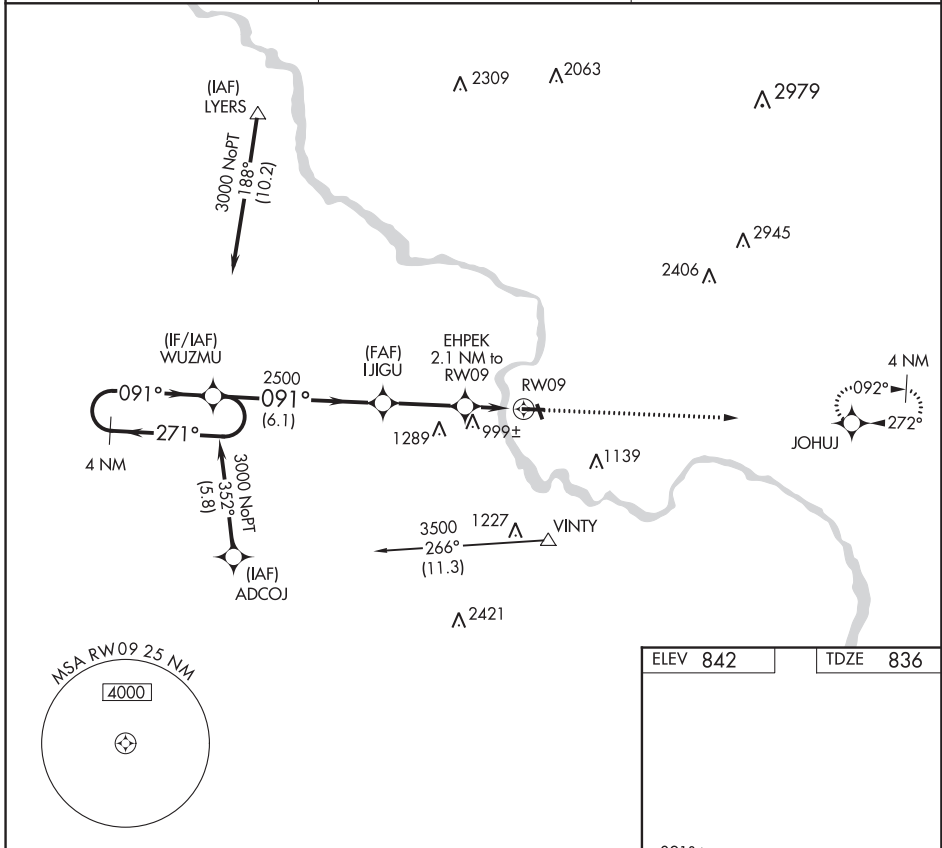 (IAF)
LYERS
3000 NoPT
188°
(10.2)
2309
2063
2979
2945
2406
(IF/IAF)
WUZMU
091°
271°
4 NM
2500
091°
(6.1)
(FAF)
IJIGU
EHPEK
2.1 NM to
RW09
RW09
1289
999±
1139
4 NM
092°
272°
JOHUJ
3000 NoPT
352°
(5.8)
(IAF)
ADCOJ
3500
266°
(11.3)
1227
VINTY
2421
MSA RW09 25 NM
4000
ELEV 842
TDZE 836